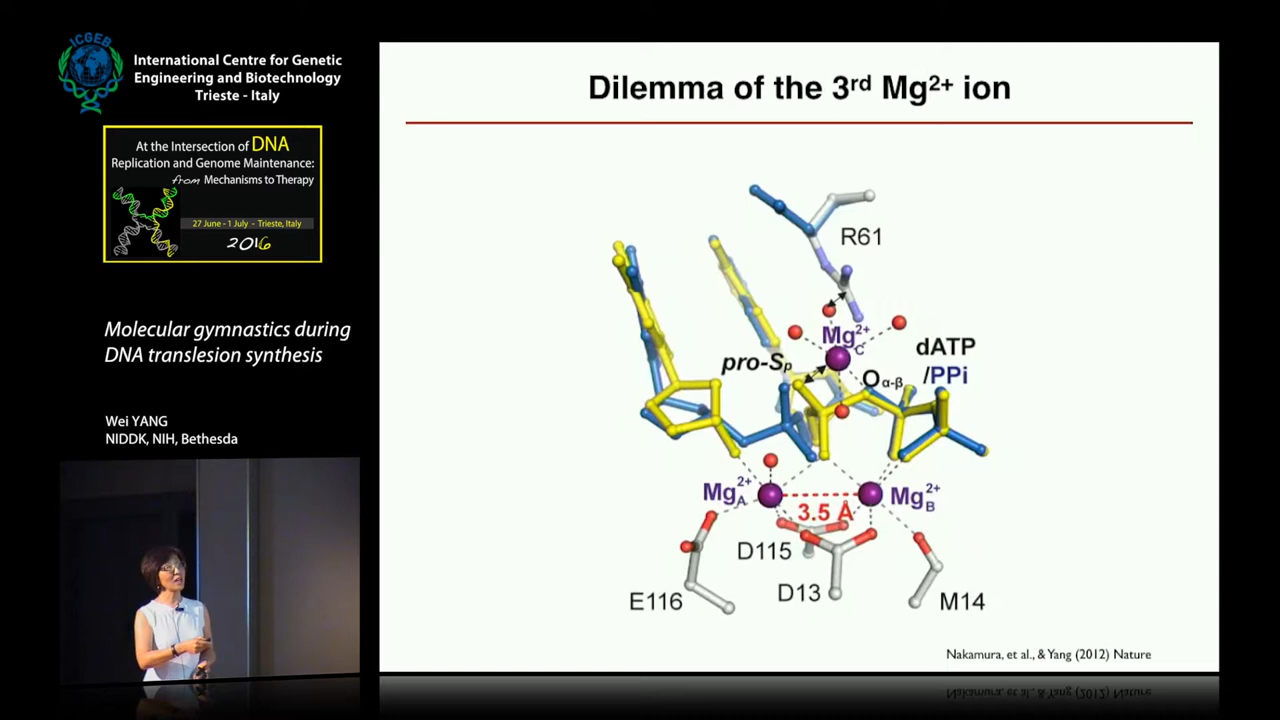 ICGEB
International Centre for Genetic
Engineering and Biotechnology
Trieste - Italy
At the Intersection of DNA
Replication and Genome Maintenance:
from Mechanisms to Therapy
27 June - 1 July - Trieste, Italy
2016
Molecular gymnastics during
DNA translesion synthesis
Wei YANG
NIDDK, NIH, Bethesda
Dilemma of the 3rd Mg2+ ion
R61
Mg2+C
pro-Sp
dATP
/PPi
Oα-β
Mg2+A
Mg2+B
3.5 Å
D115
E116
D13
M14
Nakamura, et al., & Yang (2012) Nature